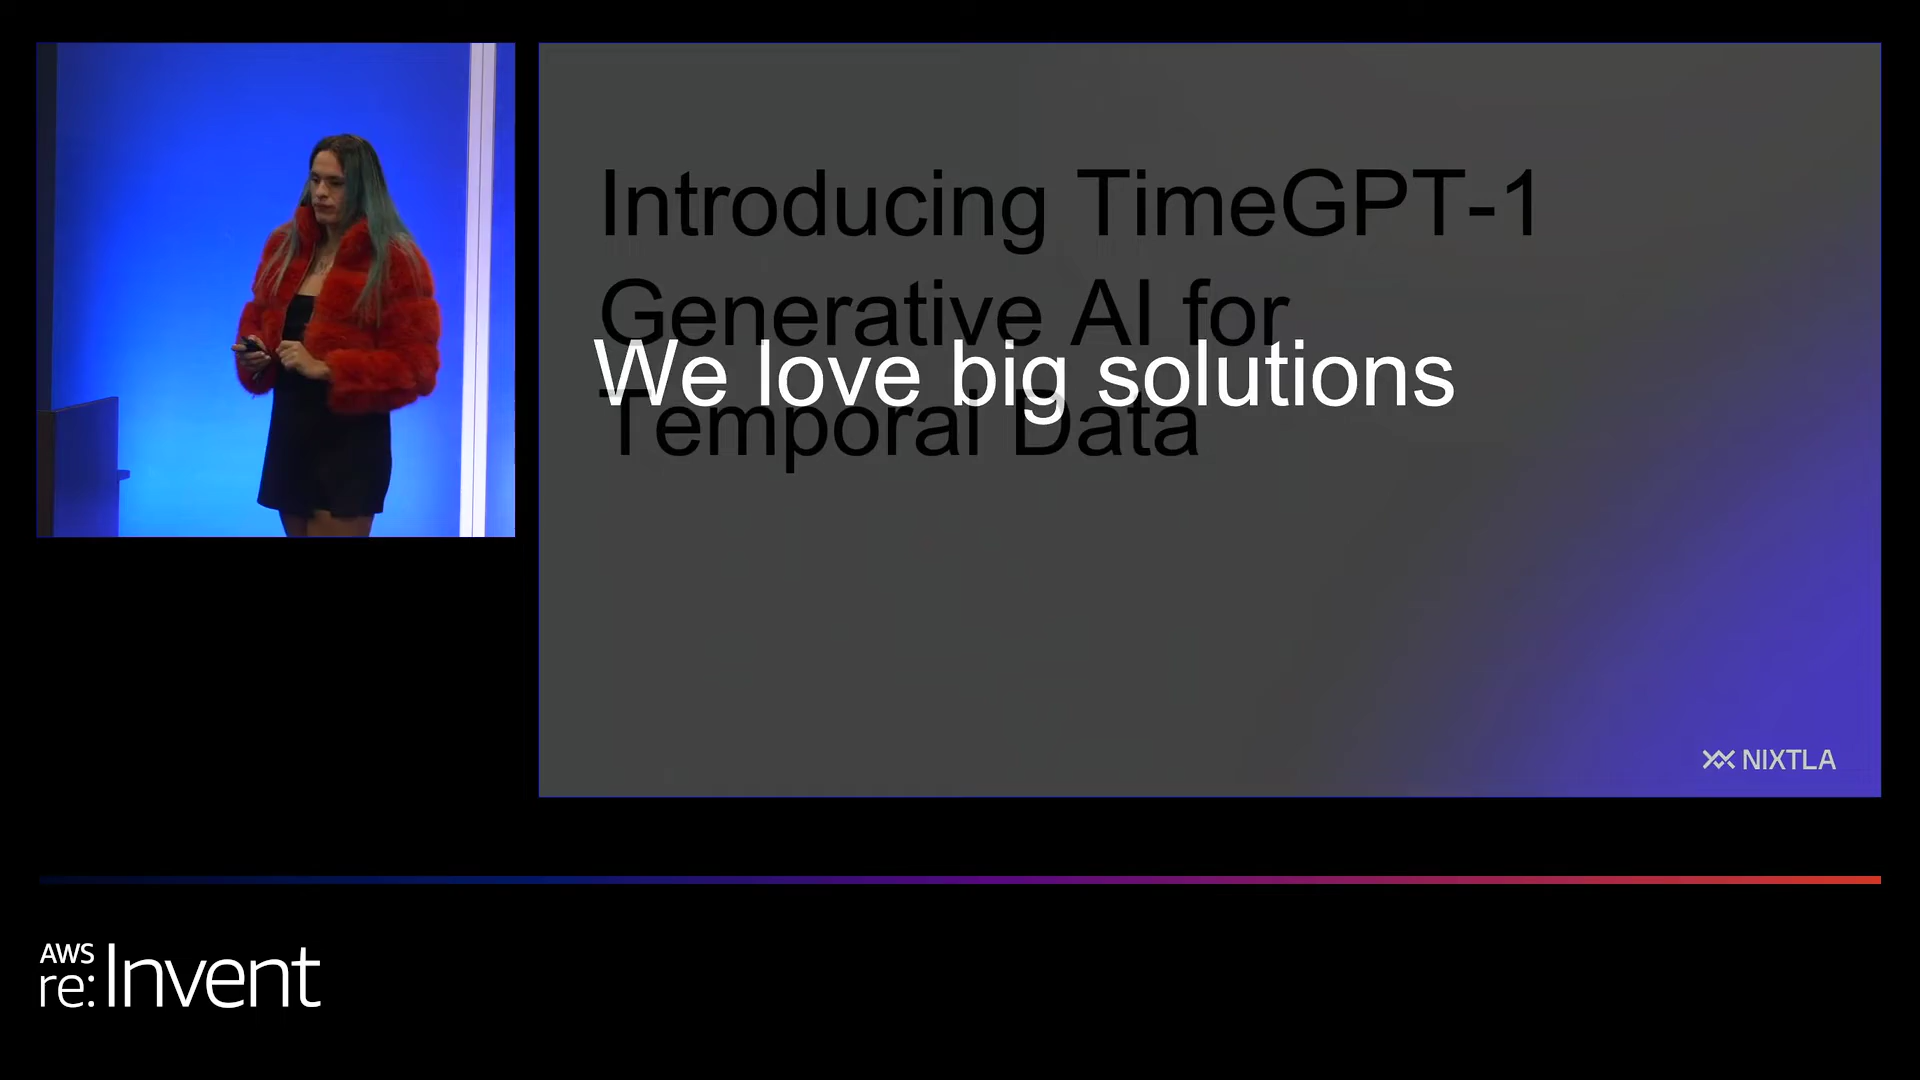 Introducing TimeGPT-1
Generative AI for
We love big solutions
Temporal Data
NIXTLA
AWS
re:Invent